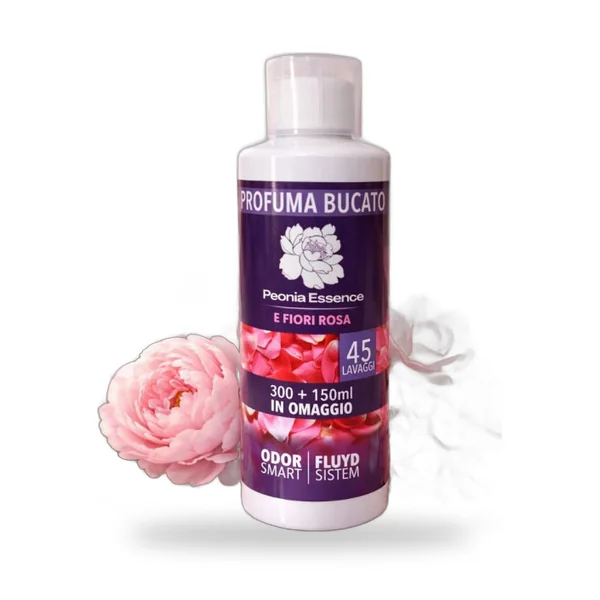 PROFUMA BUCATO
Peonia Essence
E FIORI ROSA
45
LAVAGGI
300 + 150ml
IN OMAGGIO
ODOR
SMART
FLUYD
SISTEM